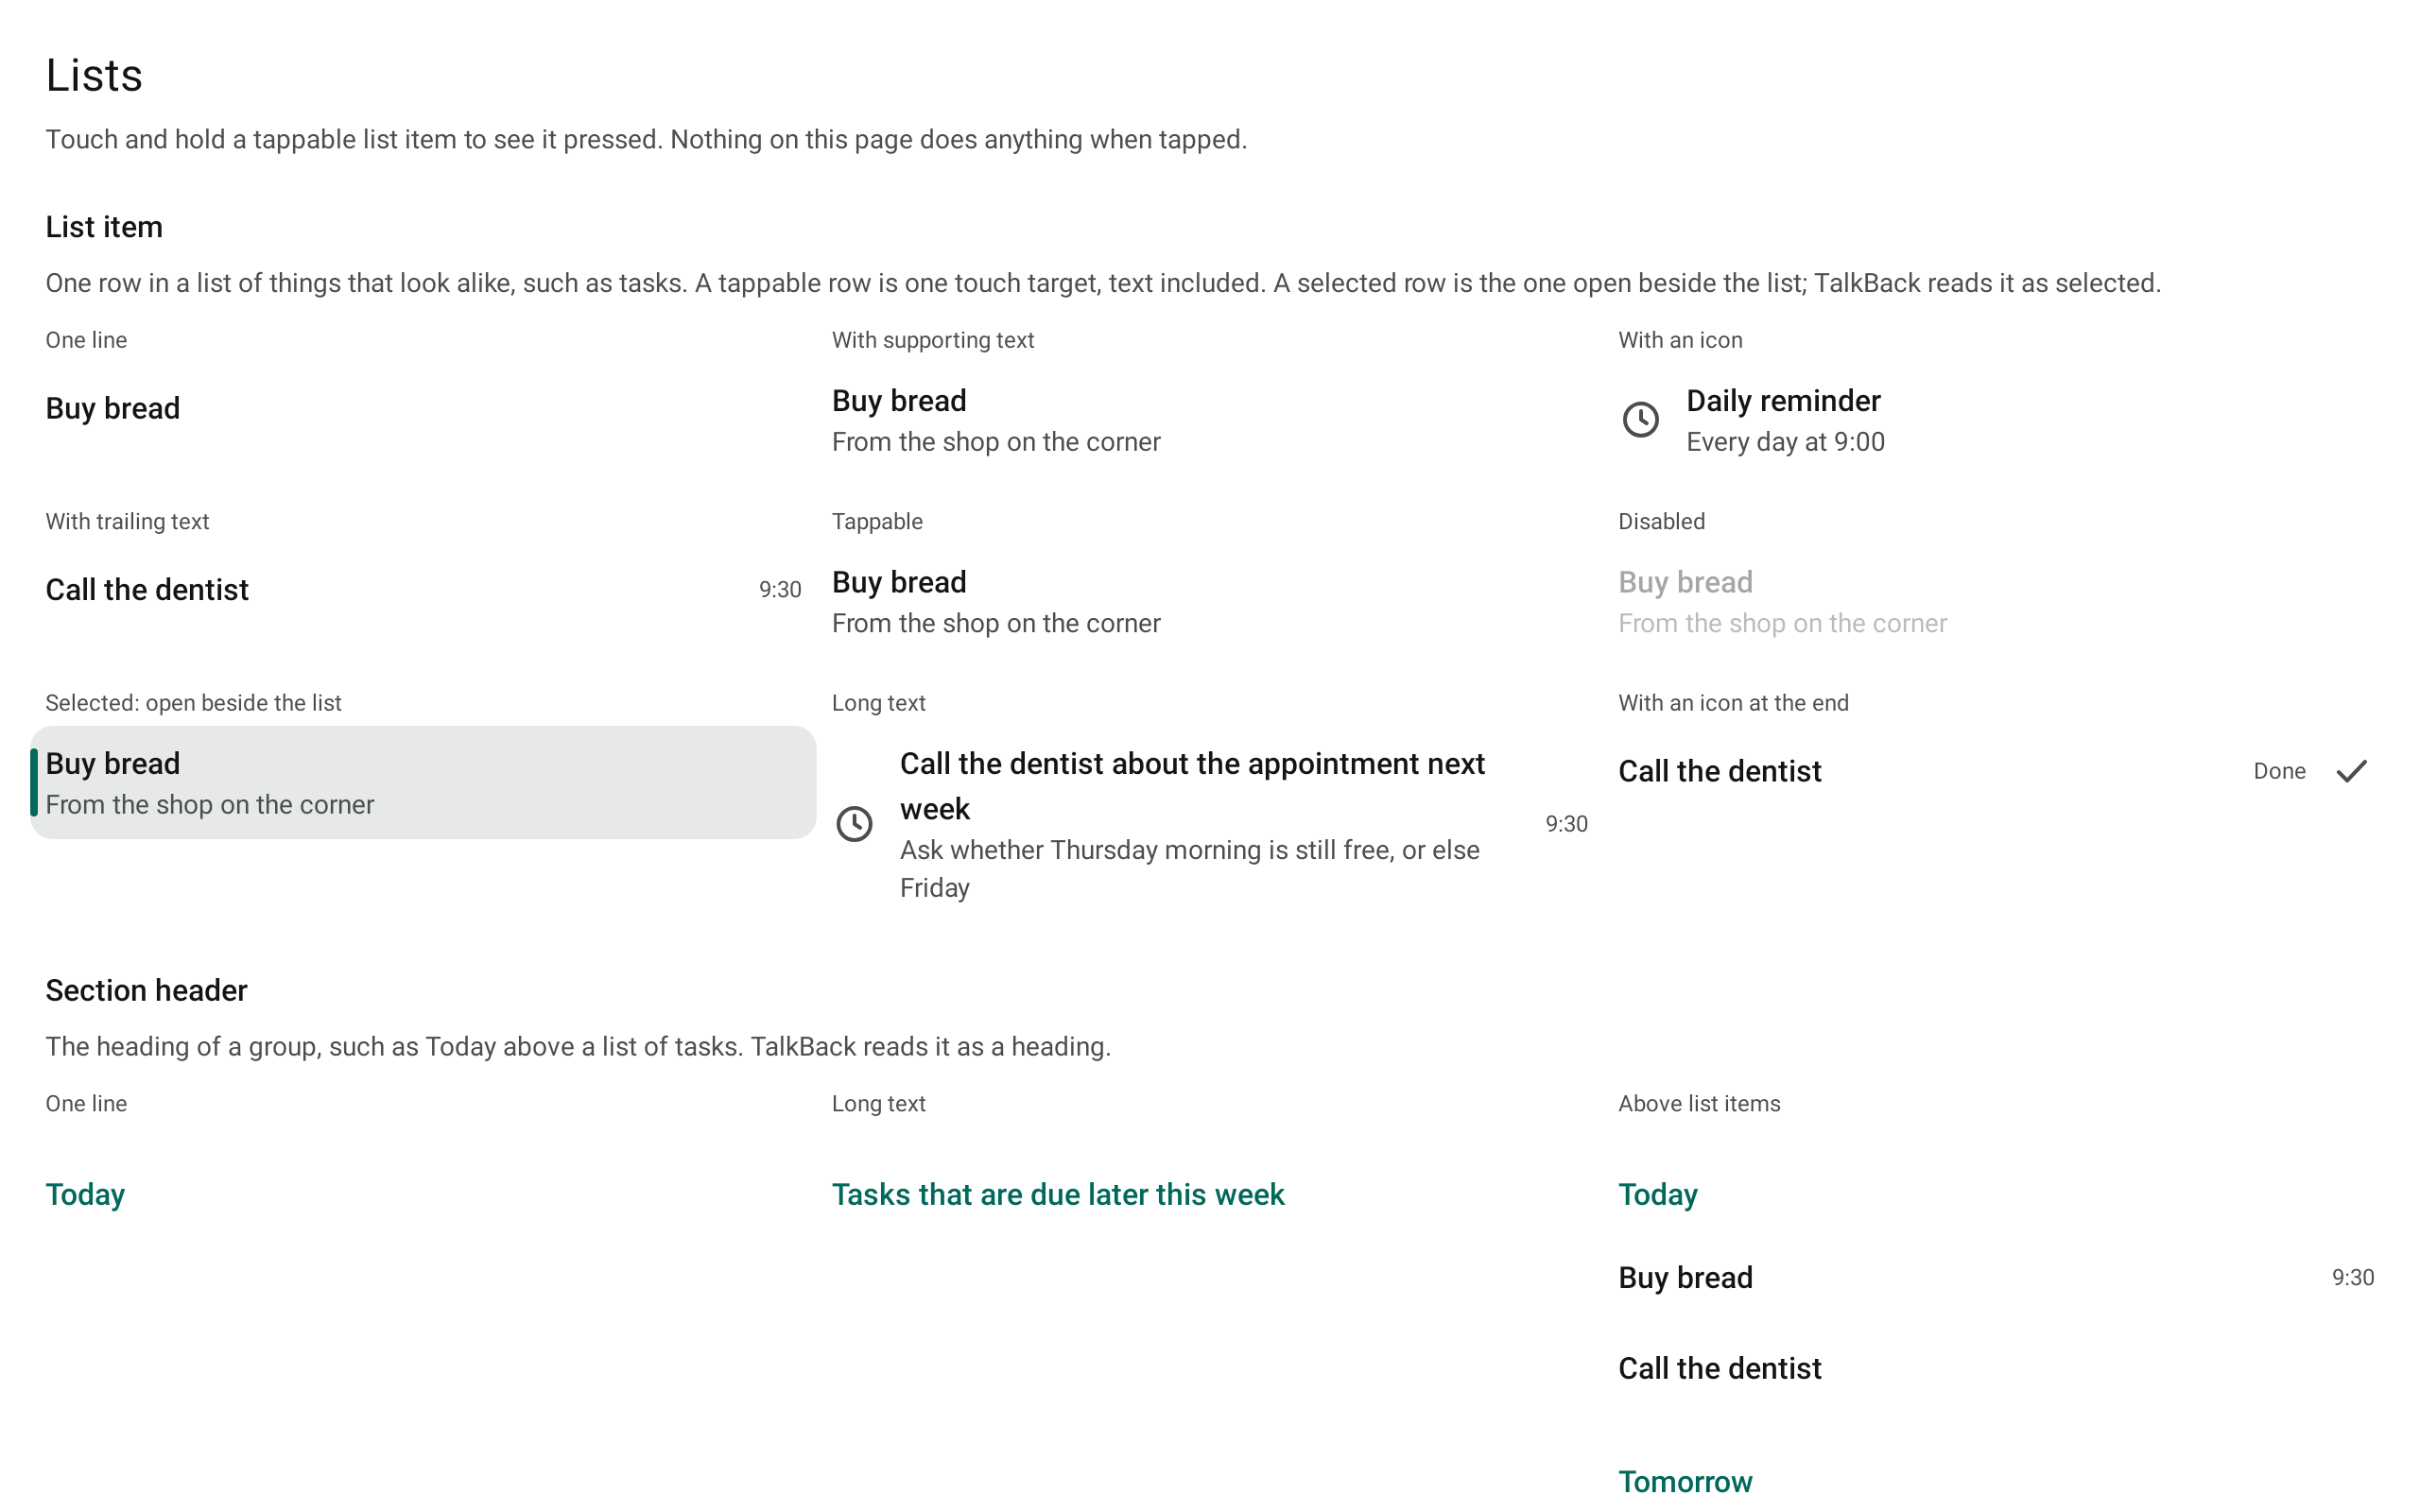 Lists
Touch and hold a tappable list item to see it pressed. Nothing on this page does anything when tapped.
List item
One row in a list of things that look alike, such as tasks. A tappable row is one touch target, text included. A selected row is the one open beside the list; TalkBack reads it as selected.
One line
Buy bread
With supporting text
Buy bread
From the shop on the corner
With an icon
Daily reminder
Every day at 9:00
With trailing text
Call the dentist 9:30
Tappable
Buy bread
From the shop on the corner
Disabled
Buy bread
From the shop on the corner
Selected: open beside the list
Buy bread
From the shop on the corner
Long text
Call the dentist about the appointment next
week
Ask whether Thursday morning is still free, or else
Friday
9:30
With an icon at the end
Call the dentist Done
Section header
The heading of a group, such as Today above a list of tasks. TalkBack reads it as a heading.
One line
Today
Long text
Tasks that are due later this week
Above list items
Today
Buy bread 9:30
Call the dentist
Tomorrow